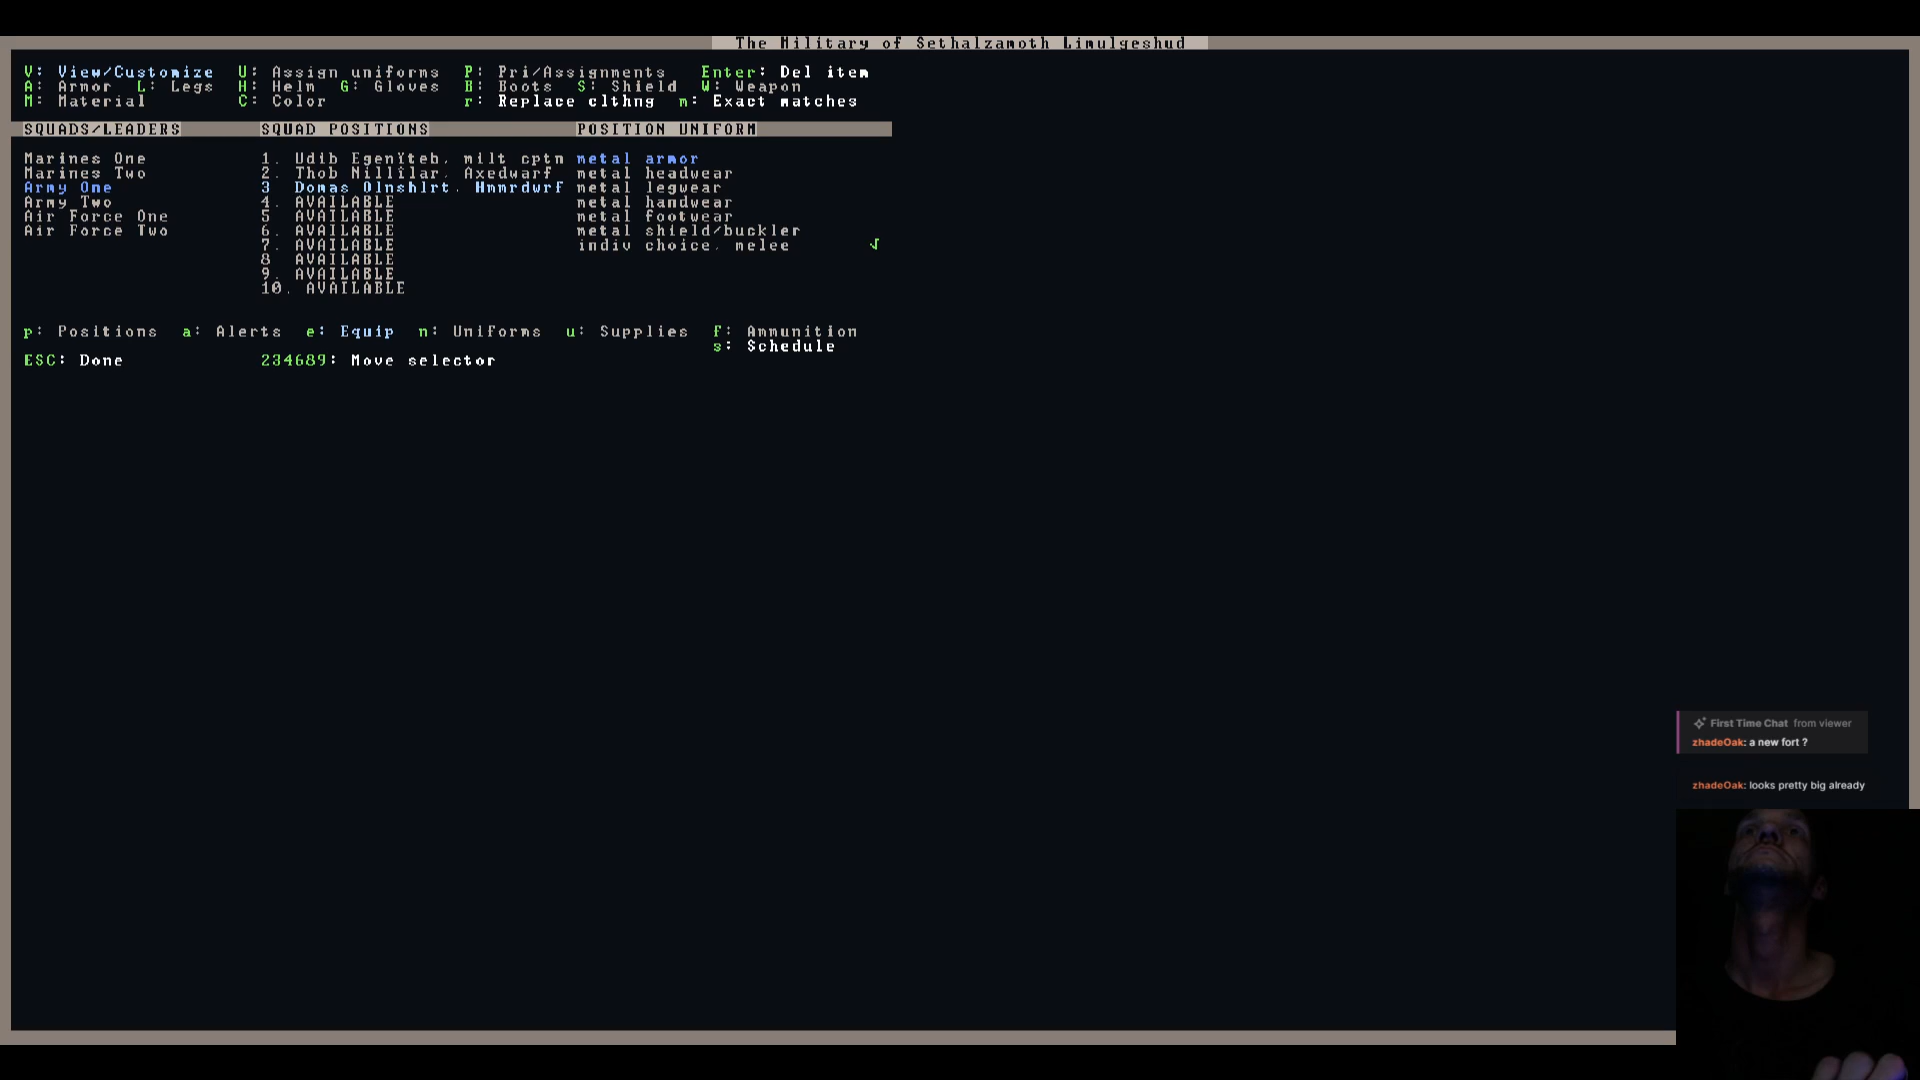 The Military of Sethalzamoth Limulgeshud
V: View/Customize U: Assign uniforms P: Pri/Assignments Enter: Del item
A: Armor L: Legs H: Helm G: Gloves B: Boots S: Shield W: Weapon
M: Material C: Color r: Replace clthng m: Exact matches
SQUADS/LEADERS SQUAD POSITIONS POSITION UNIFORM
Marines One 1. Udib Egenïteb, milt cptn metal armor
Marines Two 2. Thob Nillîlar, Axedwarf metal headwear
Army One 3 Domas Olnshlrt, Hmmrdwrf metal legwear
Army Two 4. AVAILABLE metal handwear
Air Force One 5 AVAILABLE metal footwear
Air Force Two 6. AVAILABLE metal shield/buckler
7. AVAILABLE indiv choice, melee √
8 AVAILABLE
9. AVAILABLE
10. AVAILABLE
p: Positions a: Alerts e: Equip n: Uniforms u: Supplies F: Ammunition
s: Schedule
ESC: Done 234689: Move selector
First Time Chat from viewer
zhadeOak: a new fort ?
zhadeOak: looks pretty big already